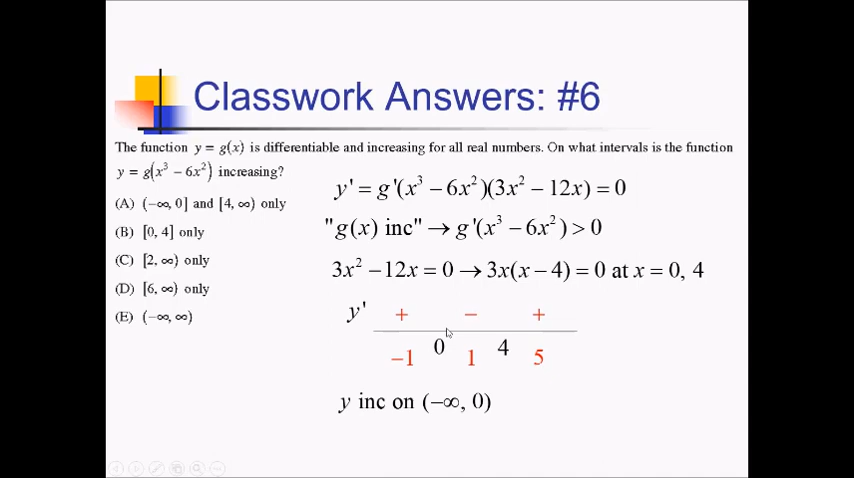 Classwork Answers: #6
The function y = g(x) is differentiable and increasing for all real numbers. On what intervals is the function
y = g(x³ − 6x²) increasing?
(A) (−∞, 0] and [4, ∞) only
(B) [0, 4] only
(C) [2, ∞) only
(D) [6, ∞) only
(E) (−∞, ∞)
y' = g'(x³ − 6x²)(3x² − 12x) = 0
"g(x) inc" → g'(x³ − 6x²) > 0
3x² − 12x = 0 → 3x(x − 4) = 0 at x = 0, 4
y' + − +
0 4
−1 1 5
y inc on (−∞, 0)